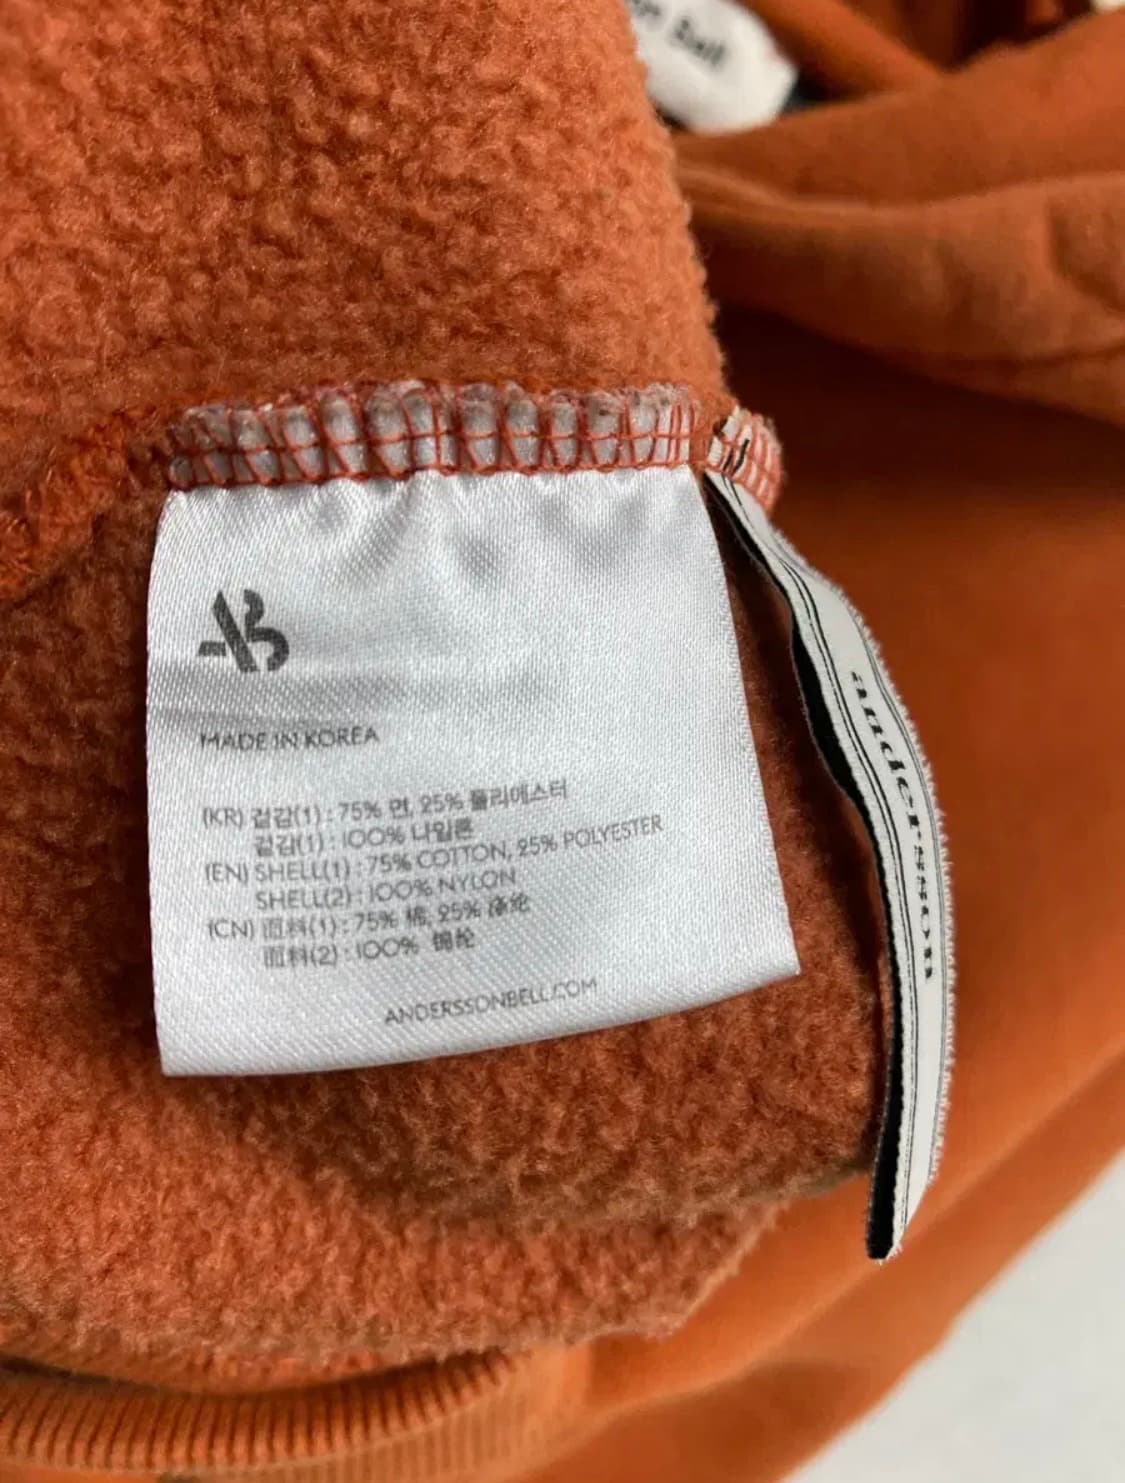 on Bell
AB
MADE IN KOREA
(KR) 겉감(1) : 75% 면, 25% 폴리에스터
겉감(1) : 100% 나일론
(EN) SHELL(1) : 75% COTTON, 25% POLYESTER
SHELL(2) : 100% NYLON
(CN) 面料(1) : 75% 棉, 25% 涤纶
面料(2) : 100% 锦纶
ANDERSSONBELL.COM
andersson